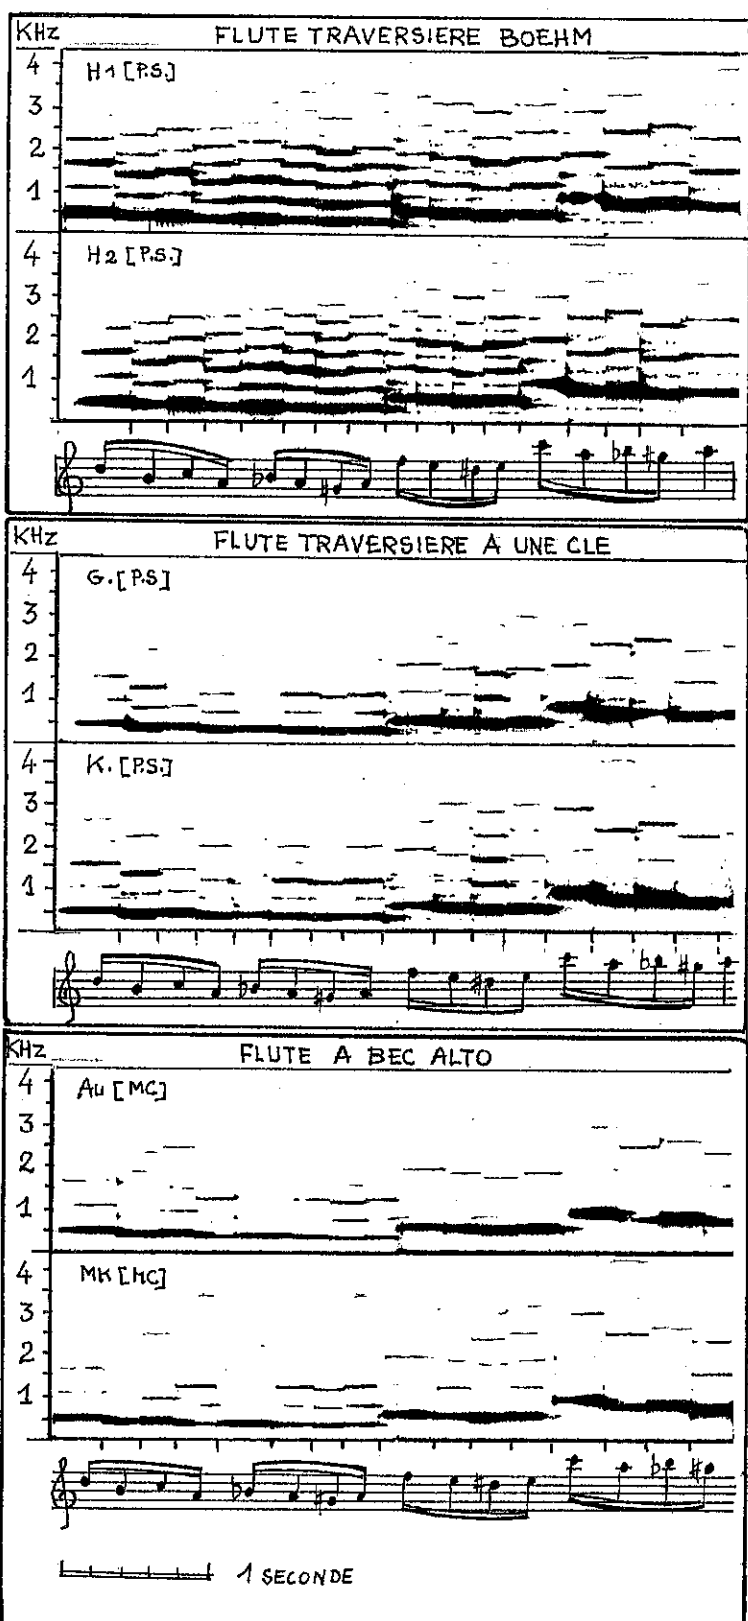 KHz FLUTE TRAVERSIERE BOEHM
4
H1 [P.S.]
3
2
1
4
H2 [P.S.]
3
2
1
KHz FLUTE TRAVERSIERE A UNE CLE
4
G. [P.S]
3
2
1
4
K. [P.S.]
3
2
1
KHz FLUTE A BEC ALTO
4
Au [MC]
3
2
1
4
MK [MC]
3
2
1
1 SECONDE